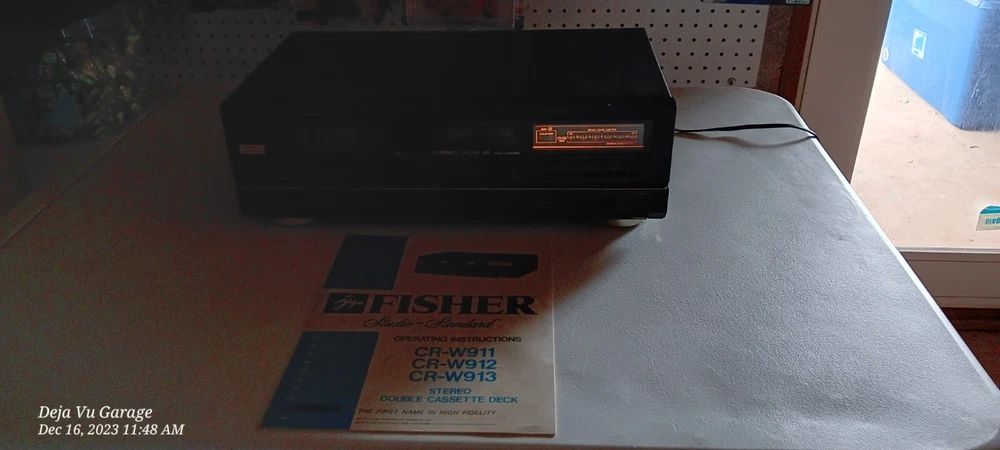 FISHER
Studio-Standard
OPERATING INSTRUCTIONS
CR-W911
CR-W912
CR-W913
STEREO
DOUBLE CASSETTE DECK
THE FIRST NAME IN HIGH FIDELITY
Deja Vu Garage
Dec 16, 2023 11:48 AM